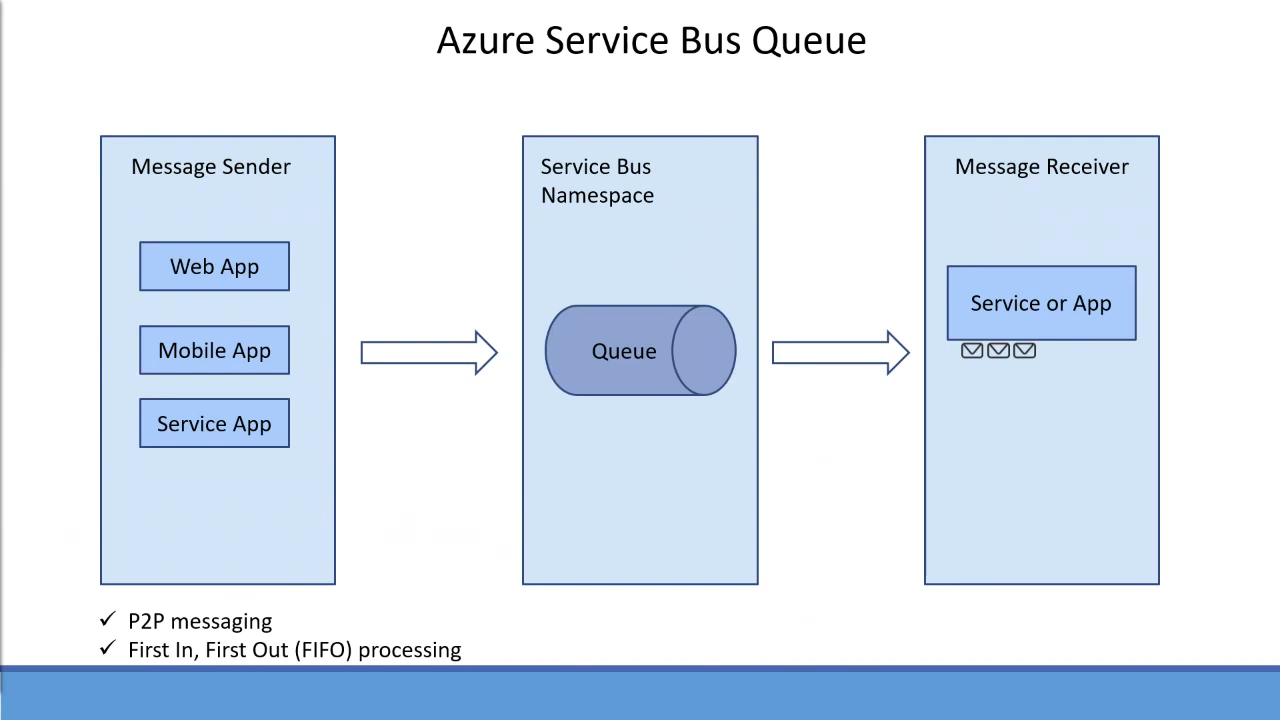 Azure Service Bus Queue
Message Sender
Web App
Mobile App
Service App
Service Bus
Namespace
Queue
Message Receiver
Service or App
✓ P2P messaging
✓ First In, First Out (FIFO) processing